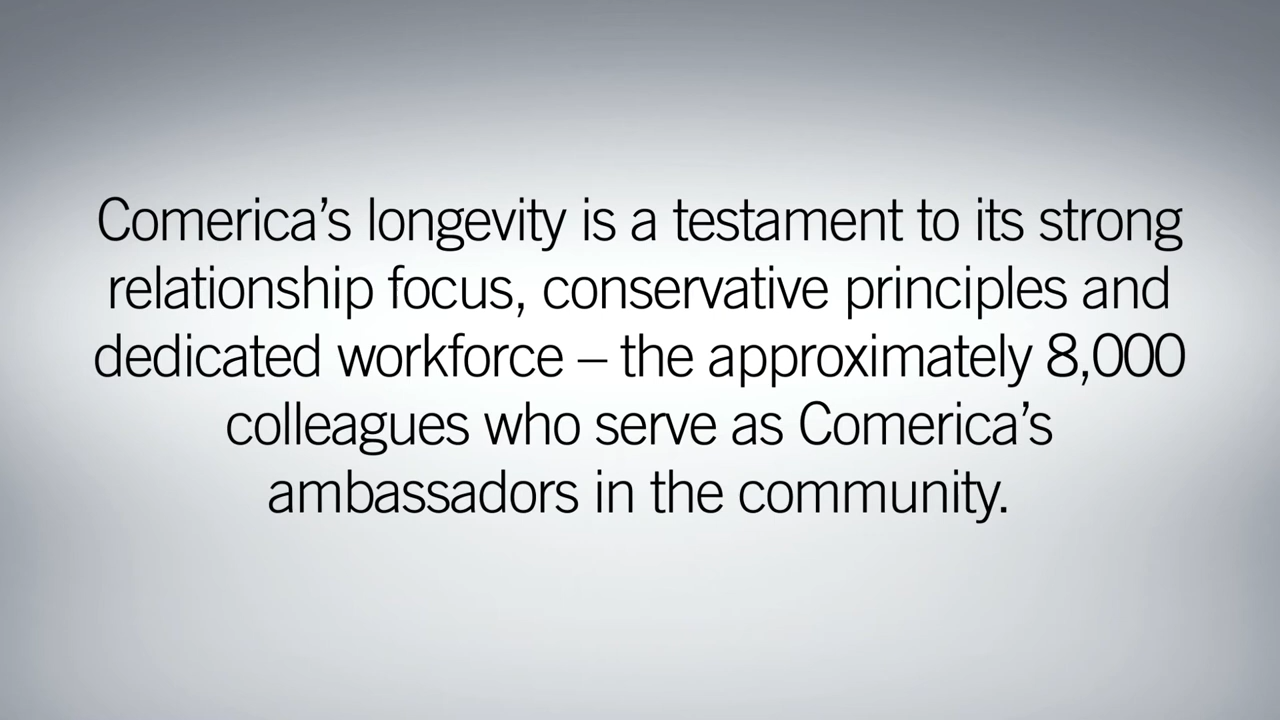 Comerica’s longevity is a testament to its strong
relationship focus, conservative principles and
dedicated workforce – the approximately 8,000
colleagues who serve as Comerica’s
ambassadors in the community.